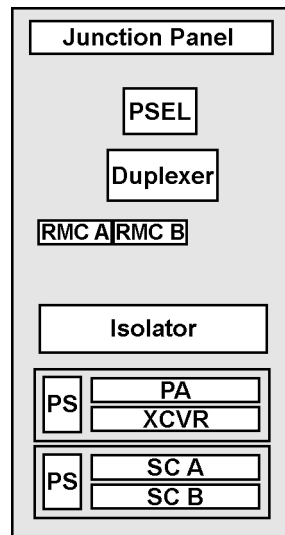 Junction Panel
PSEL
Duplexer
RMC A RMC B
Isolator
PS
PA
XCVR
PS
SC A
SC B